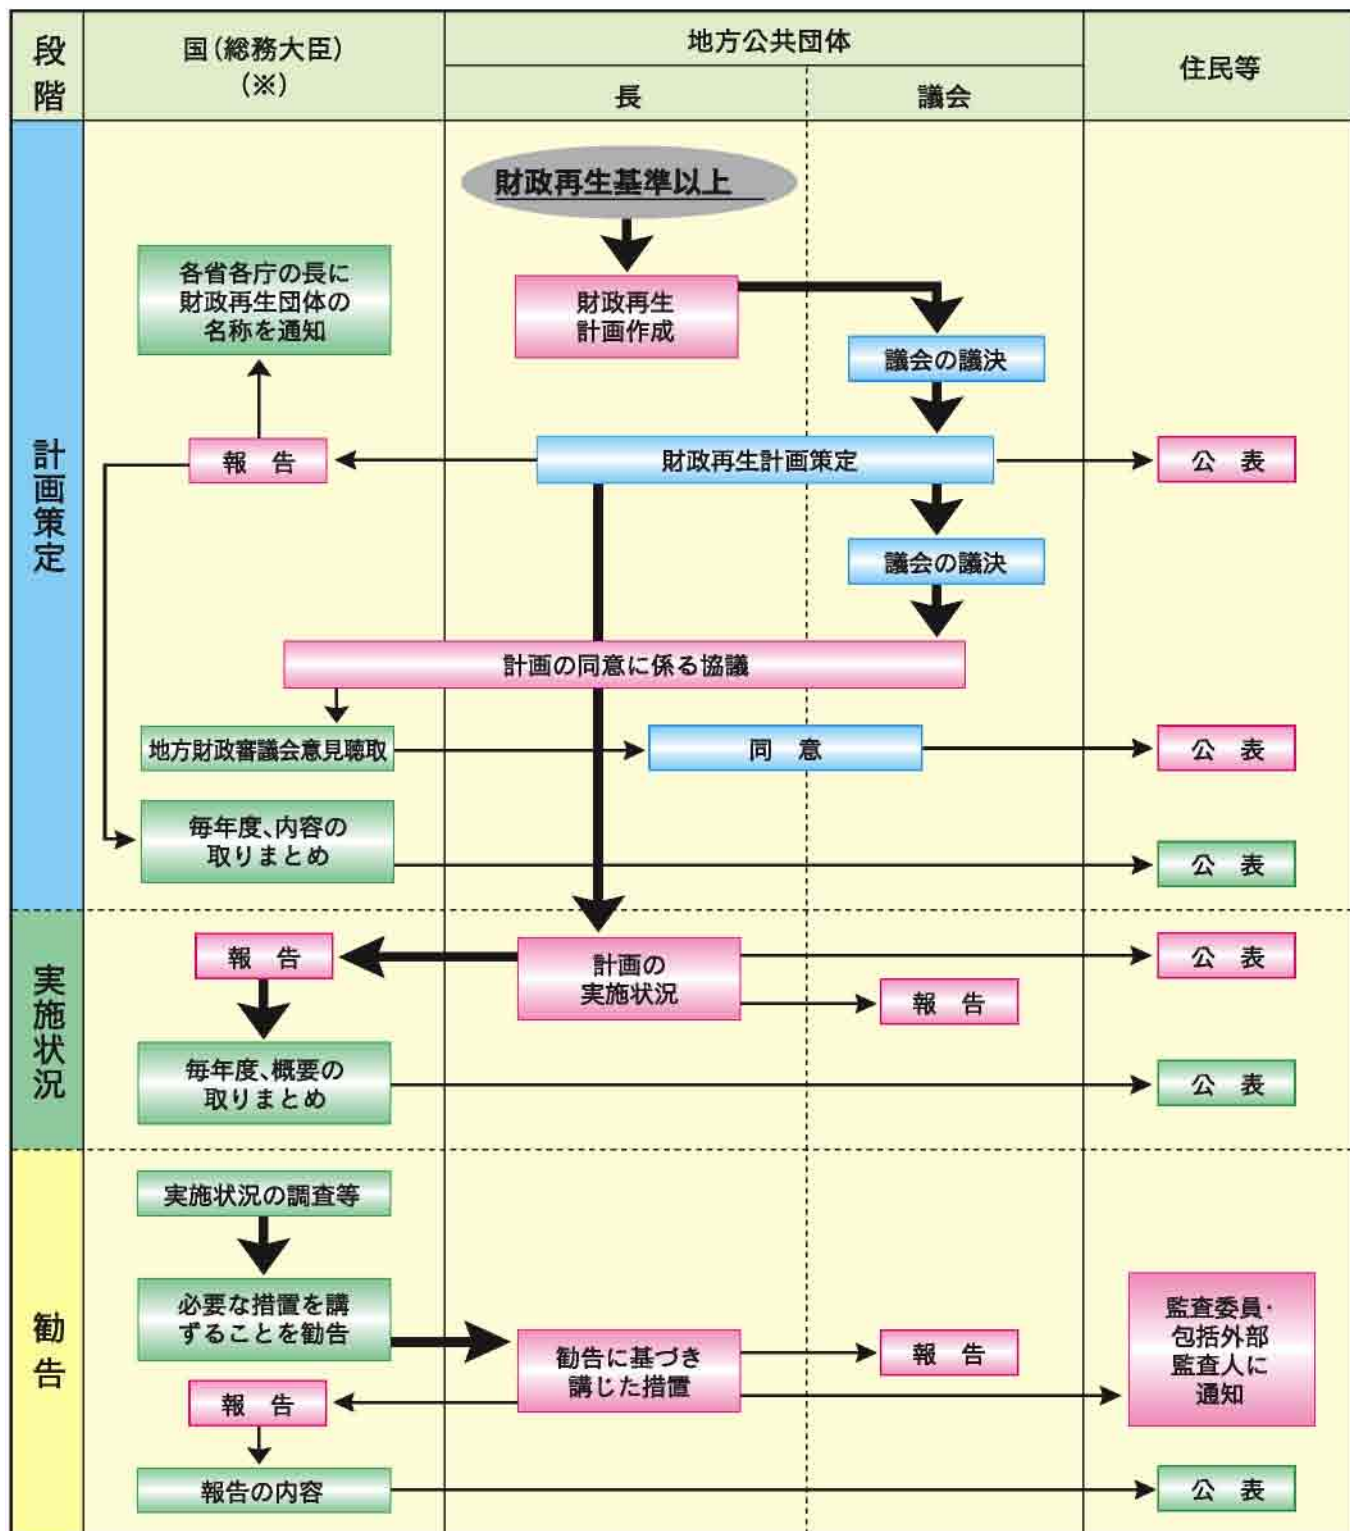 段階
国(総務大臣)
(※)
地方公共団体
長
議会
住民等
計画策定
財政再生基準以上
各省各庁の長に
財政再生団体の
名称を通知
財政再生
計画作成
議会の議決
報 告
財政再生計画策定
公 表
議会の議決
計画の同意に係る協議
地方財政審議会意見聴取
同 意
公 表
毎年度、内容の
取りまとめ
公 表
実施状況
報 告
計画の
実施状況
公 表
報 告
毎年度、概要の
取りまとめ
公 表
勧告
実施状況の調査等
必要な措置を講
ずることを勧告
勧告に基づき
講じた措置
報 告
監査委員・
包括外部
監査人に
通知
報 告
報告の内容
公 表